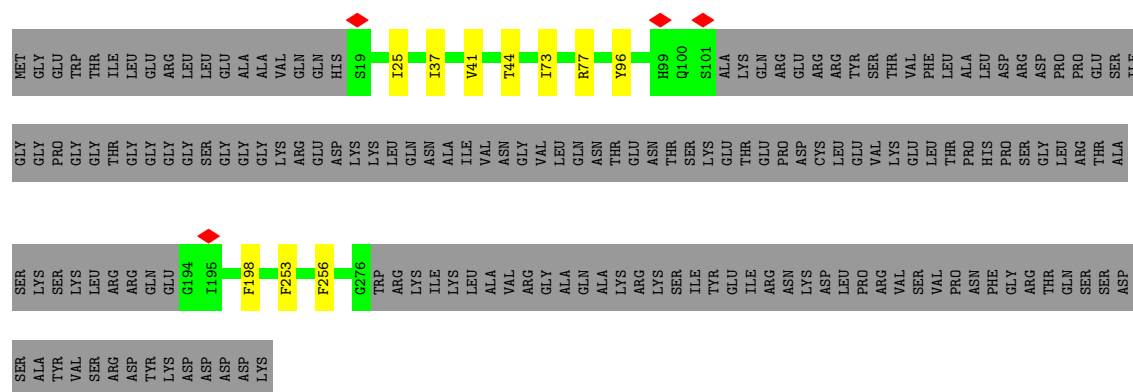 MET GLY GLU TRP THR ILE LEU GLU ARG LEU LEU GLU ALA ALA VAL GLN GLN HIS S19 I25 I37 V41 T44 I73 R77 Y96 H99 Q100 S101 ALA LYS GLN ARG GLU ARG ARG TYR SER THR VAL PHE LEU ALA LEU ASP ARG ASP PRO PRO GLU SER ILE
GLY GLY PRO GLY GLY THR GLY GLY GLY GLY SER GLY GLY GLY LYS ARG GLU ASP LYS LYS LEU GLN ASN ALA ILE VAL ASN GLY VAL LEU GLN ASN THR GLU ASN THR SER LYS GLU THR GLU PRO ASP CYS LEU GLU VAL LYS GLU LEU THR PRO HIS PRO SER GLY LEU ARG THR ALA
SER LYS SER LYS LEU ARG ARG GLN GLU G194 I195 F198 F253 F256 G276 TRP ARG LYS ILE LYS LEU ALA VAL ARG GLY ALA GLN ALA LYS ARG LYS SER ILE TYR GLU ILE ARG ASN LYS ASP LEU PRO ARG VAL SER VAL PRO ASN PHE GLY ARG THR GLN SER SER ASP
SER ALA TYR VAL SER ARG ASP TYR LYS ASP ASP ASP ASP LYS